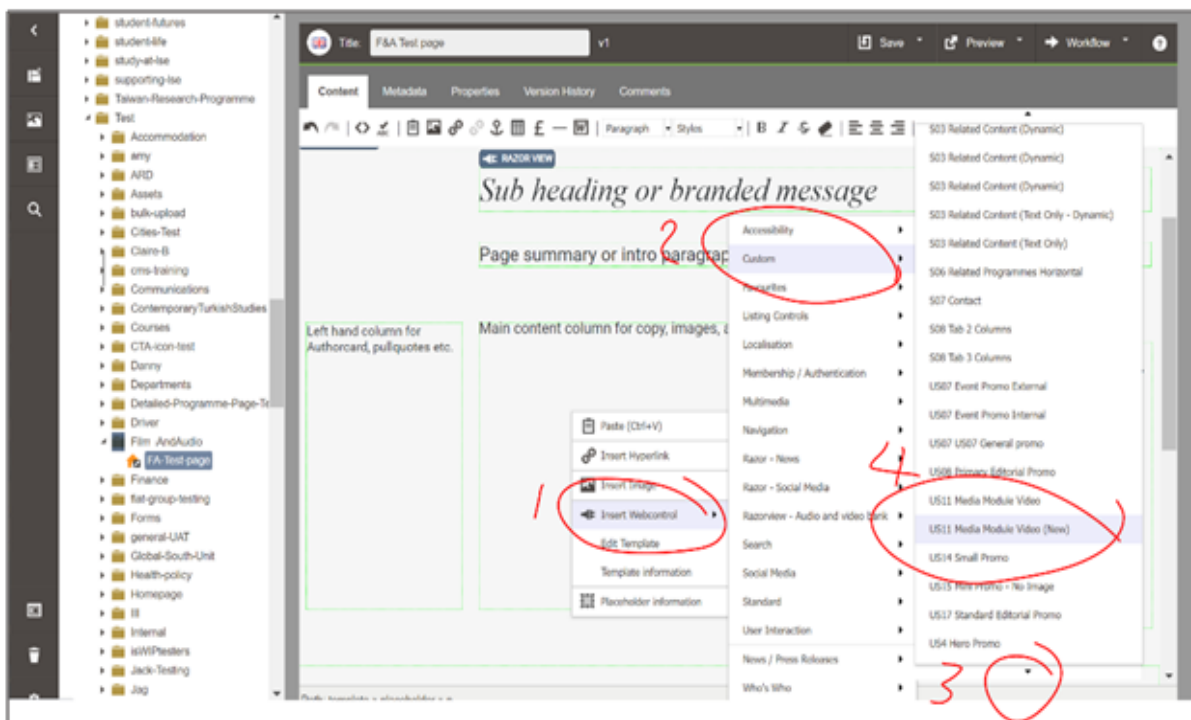 student-futures
student-life
study-at-lse
supporting-lse
Taiwan-Research-Programme
Test
Accommodation
amy
ARD
Assets
bulk-upload
Cities-Test
Claire-B
cms-training
Communications
ContemporaryTurkishStudies
Courses
CTA-icon-test
Danny
Departments
Detailed-Programme-Page-Te
Driver
Film_AndAudio
FA-Test-page
Finance
flat-group-testing
Forms
general-UAT
Global-South-Unit
Health-policy
Homepage
III
Internal
isWIPtesters
Jack-Testing
Jag
Title: F&A Test page v1 Save Preview Workflow ?
Content Metadata Properties Version History Comments
Paragraph Styles B I S
RAZOR VIEW
Sub heading or branded message
Page summary or intro paragrap
Left hand column for
Authorcard, pullquotes etc.
Main content column for copy, images, a
1
Paste (Ctrl+V)
Insert Hyperlink
Insert Image
Insert Webcontrol
Edit Template
Template information
Placeholder information
2
Accessibility
Custom
Favourites
Listing Controls
Localisation
Membership / Authentication
Multimedia
Navigation
Razor - News
Razor - Social Media
Razorview - Audio and video bank
Search
Social Media
Standard
User Interaction
News / Press Releases
Who's Who
3
4
S03 Related Content (Dynamic)
S03 Related Content (Dynamic)
S03 Related Content (Dynamic)
S03 Related Content (Text Only - Dynamic)
S03 Related Content (Text Only)
S06 Related Programmes Horizontal
S07 Contact
S08 Tab 2 Columns
S08 Tab 3 Columns
US07 Event Promo External
US07 Event Promo Internal
US07 US07 General promo
US08 Primary Editorial Promo
US11 Media Module Video
US11 Media Module Video (New)
US14 Small Promo
US15 Mini Promo - No Image
US17 Standard Editorial Promo
US4 Hero Promo